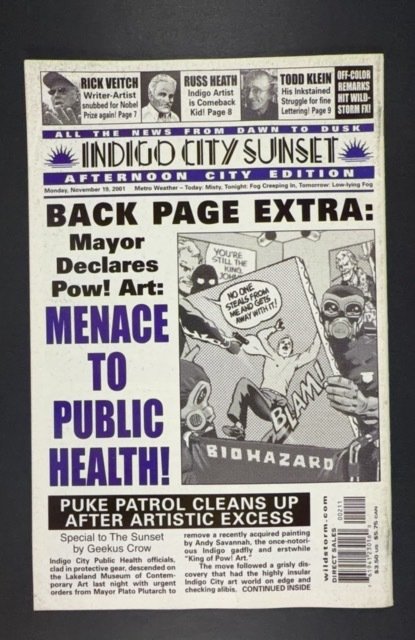 RICK VEITCH
Writer-Artist
snubbed for Nobel
Prize again! Page 7
RUSS HEATH
Indigo Artist
is Comeback
Kid! Page 8
TODD KLEIN
His Inkstained
Struggle for fine
Lettering! Page 9
OFF-COLOR
REMARKS
HIT WILD-
STORM FX!
ALL THE NEWS FROM DAWN TO DUSK
INDIGO CITY SUNSET
AFTERNOON CITY EDITION
Monday, November 19, 2001 Metro Weather – Today: Misty, Tonight: Fog Creeping In, Tomorrow: Low-lying Fog
BACK PAGE EXTRA:
Mayor
Declares
Pow! Art:
MENACE
TO
PUBLIC
HEALTH!
YOU'RE
STILL THE
KING,
NO ONE
STEALS FROM
ME AND GETS
AWAY WITH IT!
BLAM!
BIOHAZARD
PUKE PATROL CLEANS UP
AFTER ARTISTIC EXCESS
Special to The Sunset
by Geekus Crow
Indigo City Public Health officials,
clad in protective gear, descended on
the Lakeland Museum of Contem-
porary Art last night with urgent
orders from Mayor Plato Plutarch to
remove a recently acquired painting
by Andy Savannah, the once-notori-
ous Indigo gadfly and erstwhile
"King of Pow! Art."
The move followed a grisly dis-
covery that had the highly insular
Indigo City art world on edge and
checking alibis. CONTINUED INSIDE
wildstorm.com
DIRECT SALES
00211
$3.50 US $5.75 CAN